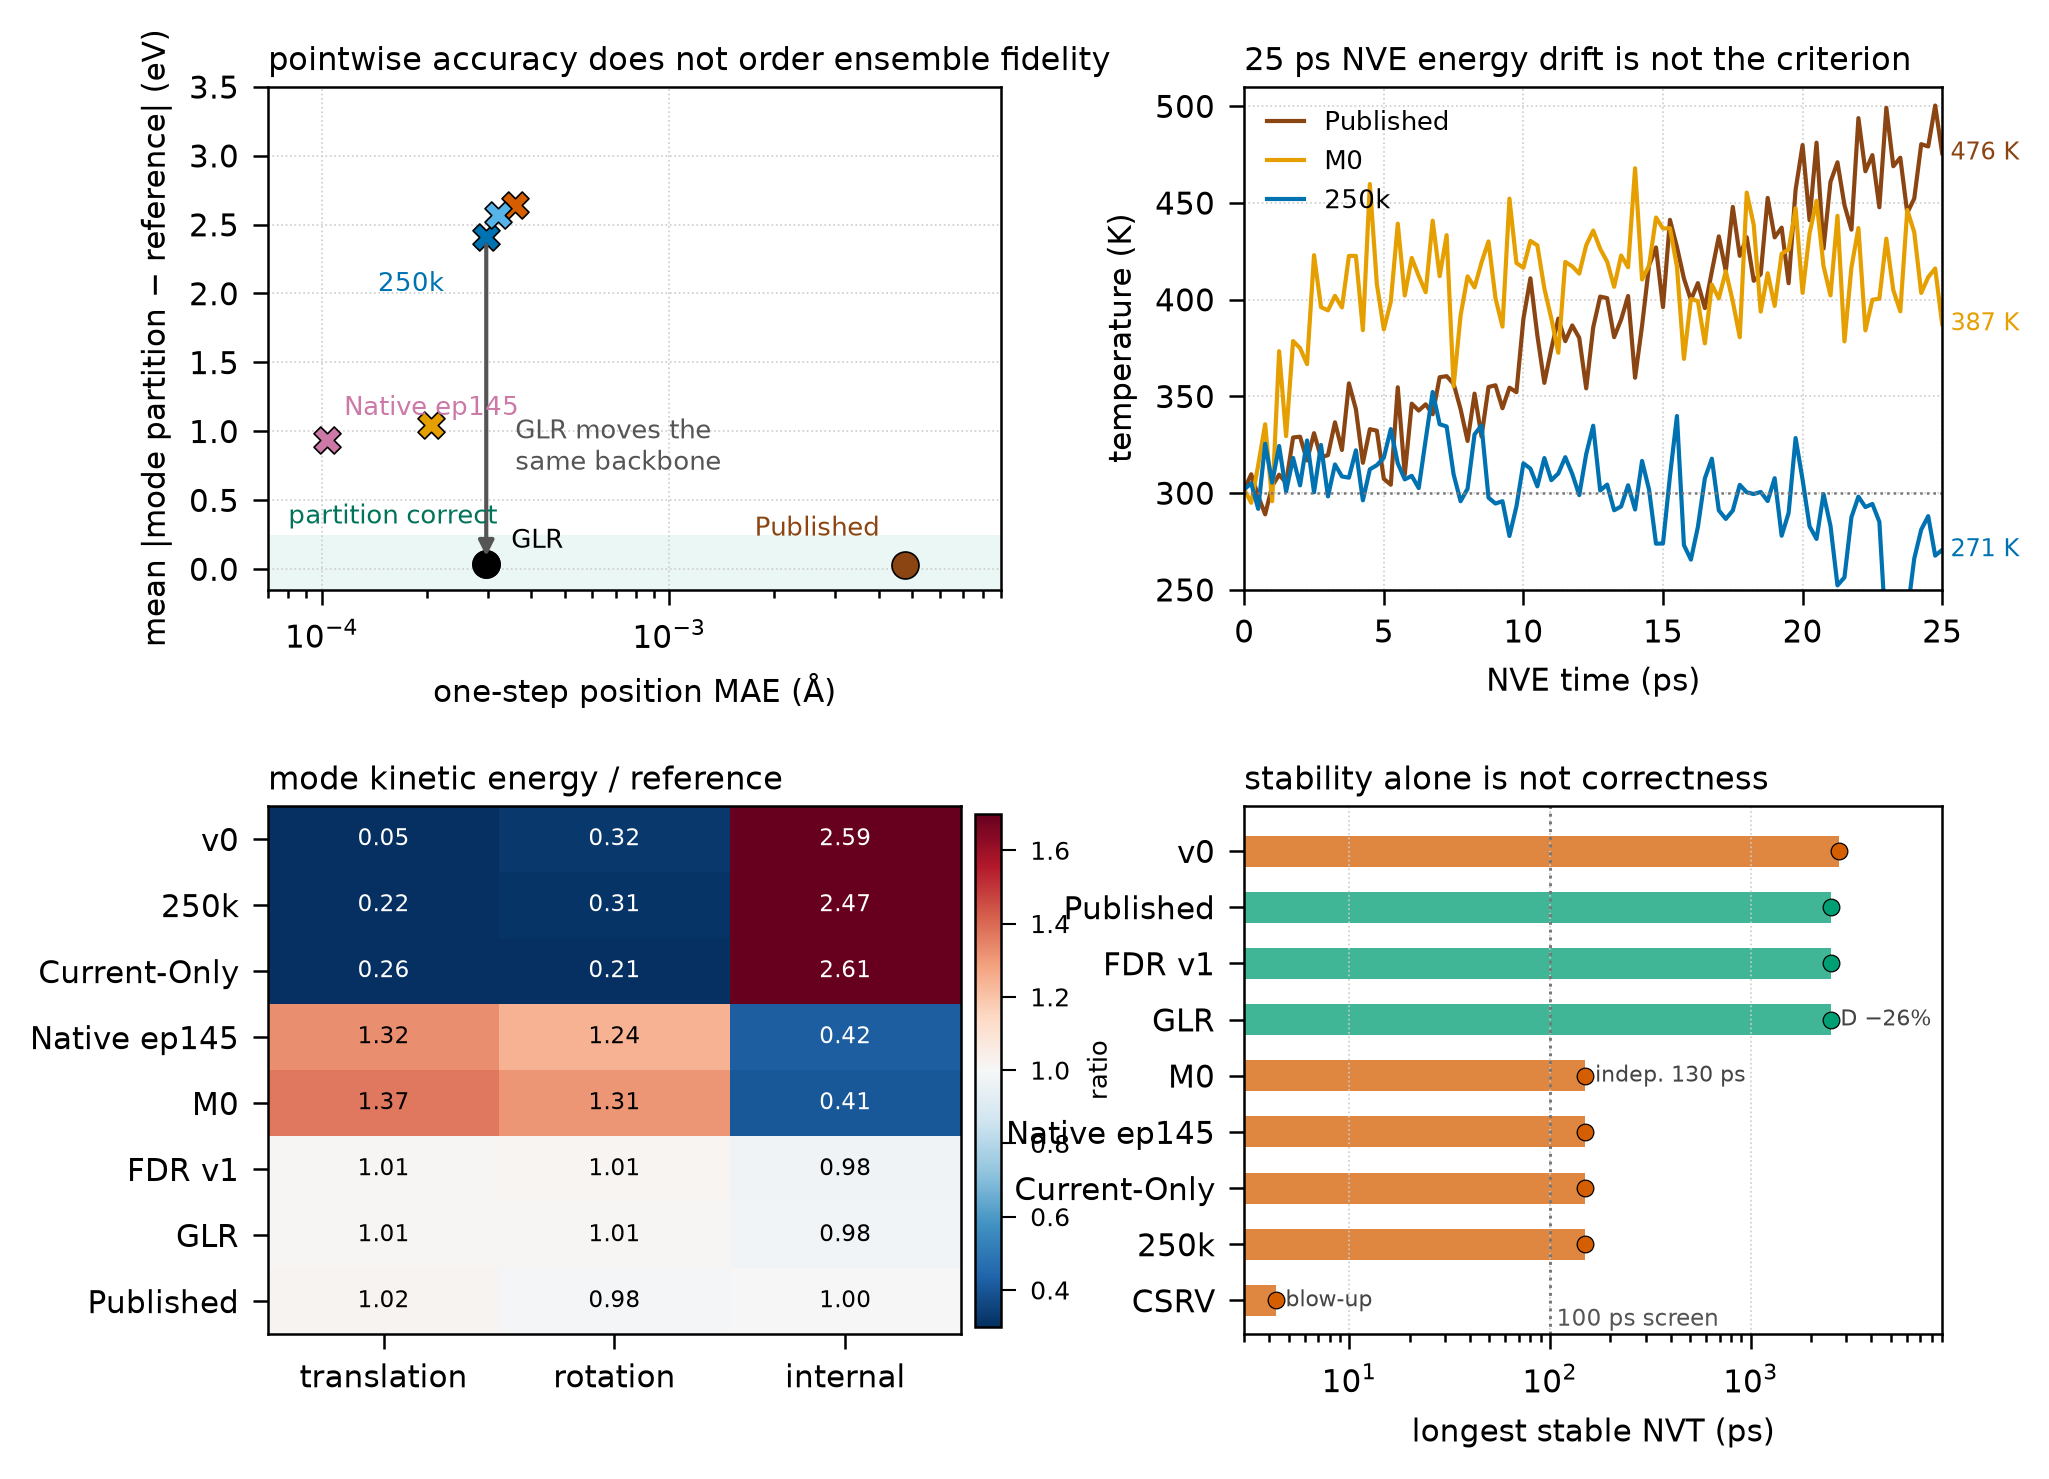 pointwise accuracy does not order ensemble fidelity
mean |mode partition − reference| (eV)
3.5
3.0
2.5
2.0
1.5
1.0
0.5
0.0
250k
Native ep145
GLR moves the
same backbone
partition correct
GLR
Published
10⁻⁴
10⁻³
one-step position MAE (Å)
25 ps NVE energy drift is not the criterion
temperature (K)
500
450
400
350
300
250
Published
M0
250k
476 K
387 K
271 K
0
5
10
15
20
25
NVE time (ps)
mode kinetic energy / reference
v0
0.05
0.32
2.59
250k
0.22
0.31
2.47
Current-Only
0.26
0.21
2.61
Native ep145
1.32
1.24
0.42
M0
1.37
1.31
0.41
FDR v1
1.01
1.01
0.98
GLR
1.01
1.01
0.98
Published
1.02
0.98
1.00
translation
rotation
internal
1.6
1.4
1.2
1.0
0.8
0.6
0.4
ratio
stability alone is not correctness
v0
Published
FDR v1
GLR
D −26%
M0
indep. 130 ps
Native ep145
Current-Only
250k
CSRV
blow-up
100 ps screen
10¹
10²
10³
longest stable NVT (ps)